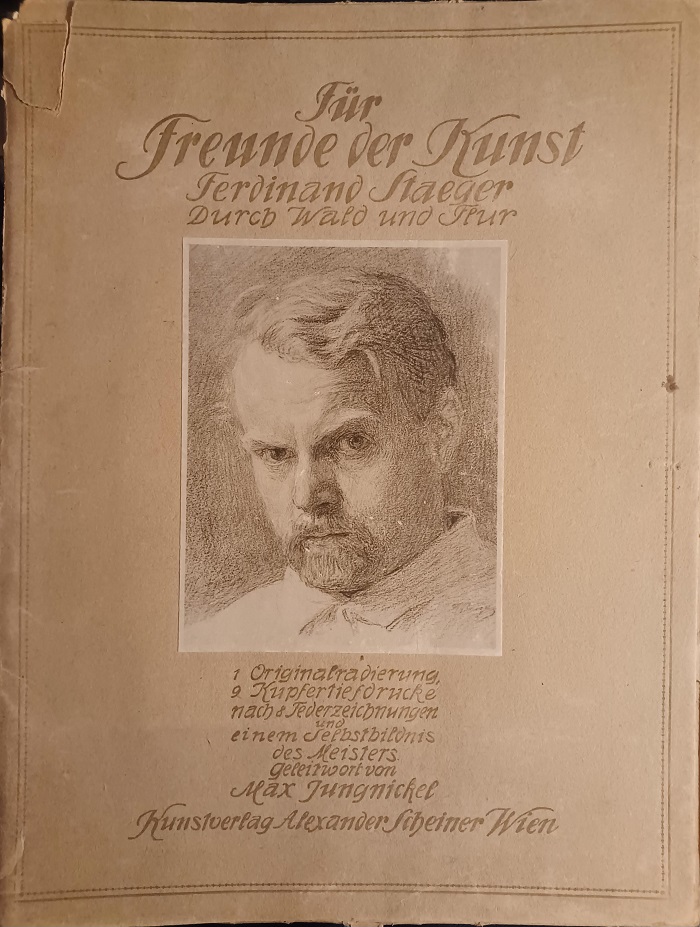 Für
Freunde der Kunst
Ferdinand Staeger
Durch Wald und Flur
1 Originalradierung,
9 Kupfertiefdrucke
nach 8 Federzeichnungen
und
einem Selbstbildnis
des Meisters.
Geleitwort von
Max Jungnickel
Kunstverlag Alexander Scheiner Wien